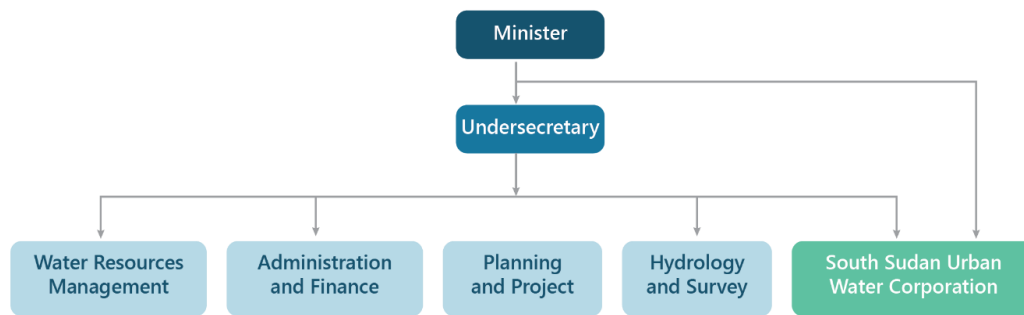 Minister
Undersecretary
Water Resources
Management
Administration
and Finance
Planning
and Project
Hydrology
and Survey
South Sudan Urban
Water Corporation